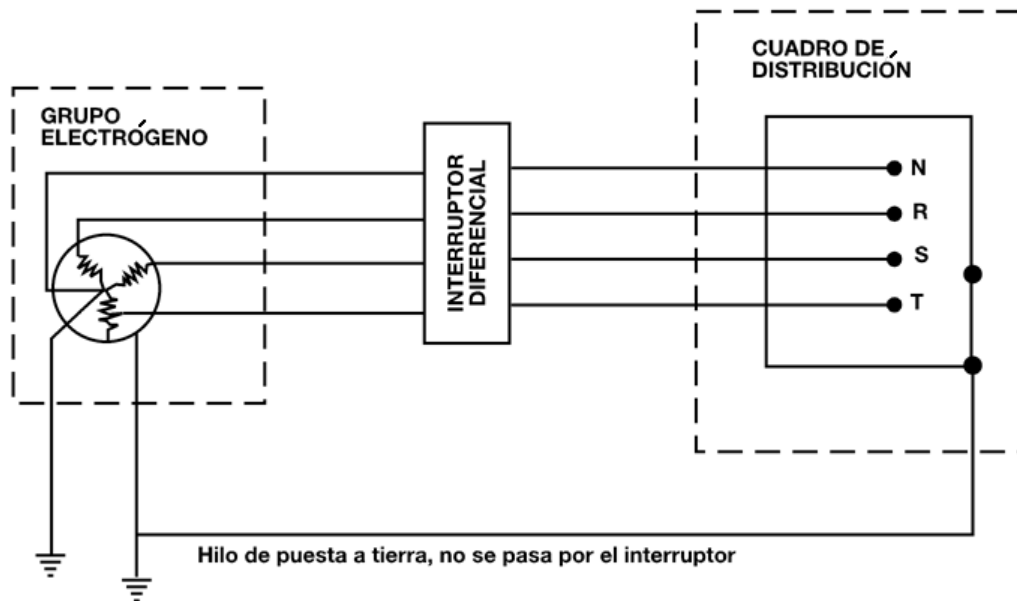 CUADRO DE
DISTRIBUCIÓN
GRUPO
ELECTRÓGENO
INTERRUPTOR
DIFERENCIAL
N
R
S
T
Hilo de puesta a tierra, no se pasa por el interruptor